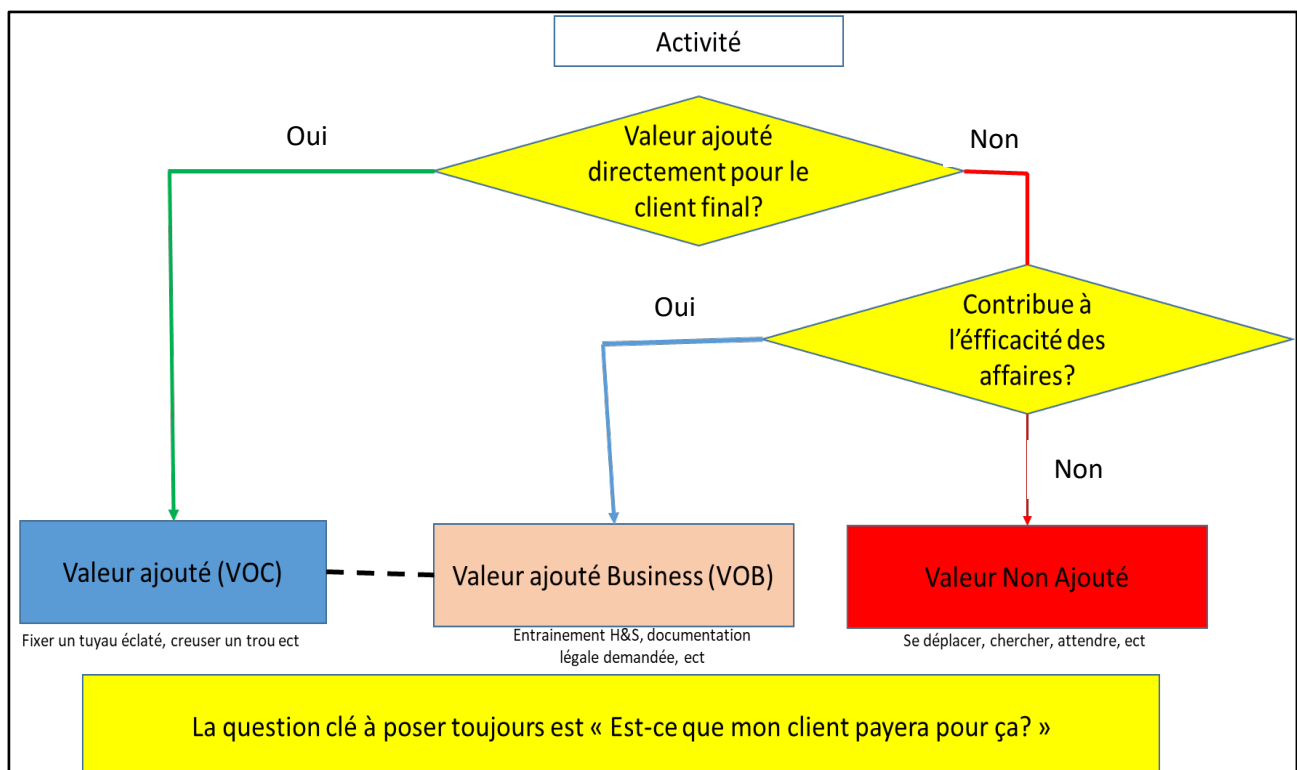 Activité
Oui
Valeur ajouté
directement pour le
client final?
Non
Oui
Contribue à
l'éfficacité des
affaires?
Non
Valeur ajouté (VOC)
Valeur ajouté Business (VOB)
Valeur Non Ajouté
Fixer un tuyau éclaté, creuser un trou ect
Entrainement H&S, documentation
légale demandée, ect
Se déplacer, chercher, attendre, ect
La question clé à poser toujours est « Est-ce que mon client payera pour ça? »